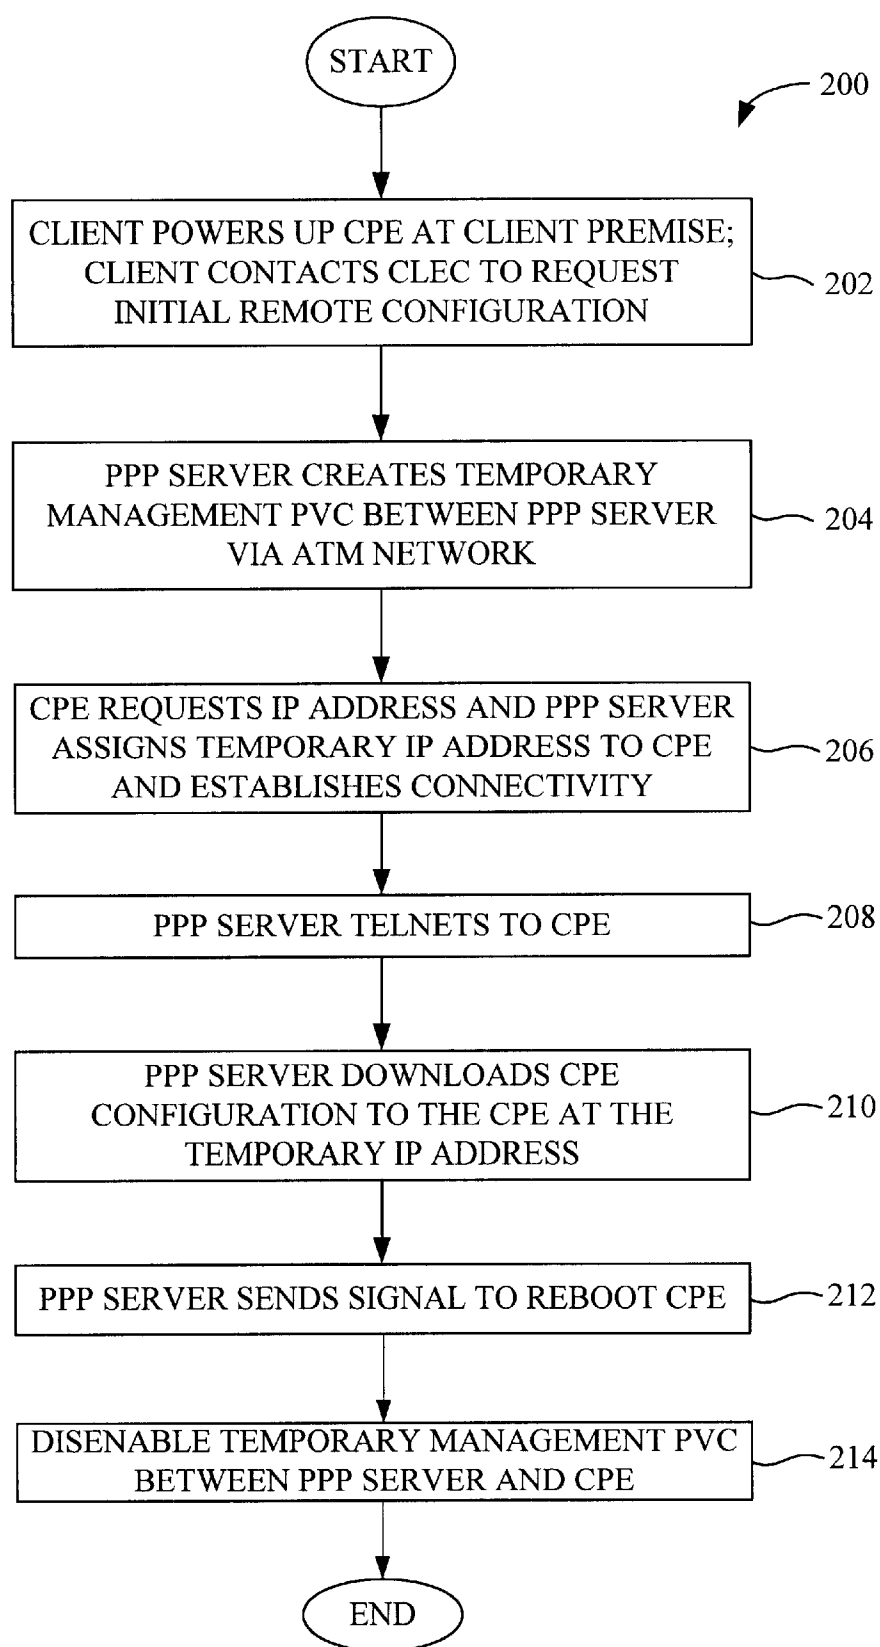 START
200
CLIENT POWERS UP CPE AT CLIENT PREMISE;
CLIENT CONTACTS CLEC TO REQUEST
INITIAL REMOTE CONFIGURATION
202
PPP SERVER CREATES TEMPORARY
MANAGEMENT PVC BETWEEN PPP SERVER
VIA ATM NETWORK
204
CPE REQUESTS IP ADDRESS AND PPP SERVER
ASSIGNS TEMPORARY IP ADDRESS TO CPE
AND ESTABLISHES CONNECTIVITY
206
PPP SERVER TELNETS TO CPE
208
PPP SERVER DOWNLOADS CPE
CONFIGURATION TO THE CPE AT THE
TEMPORARY IP ADDRESS
210
PPP SERVER SENDS SIGNAL TO REBOOT CPE
212
DISENABLE TEMPORARY MANAGEMENT PVC
BETWEEN PPP SERVER AND CPE
214
END